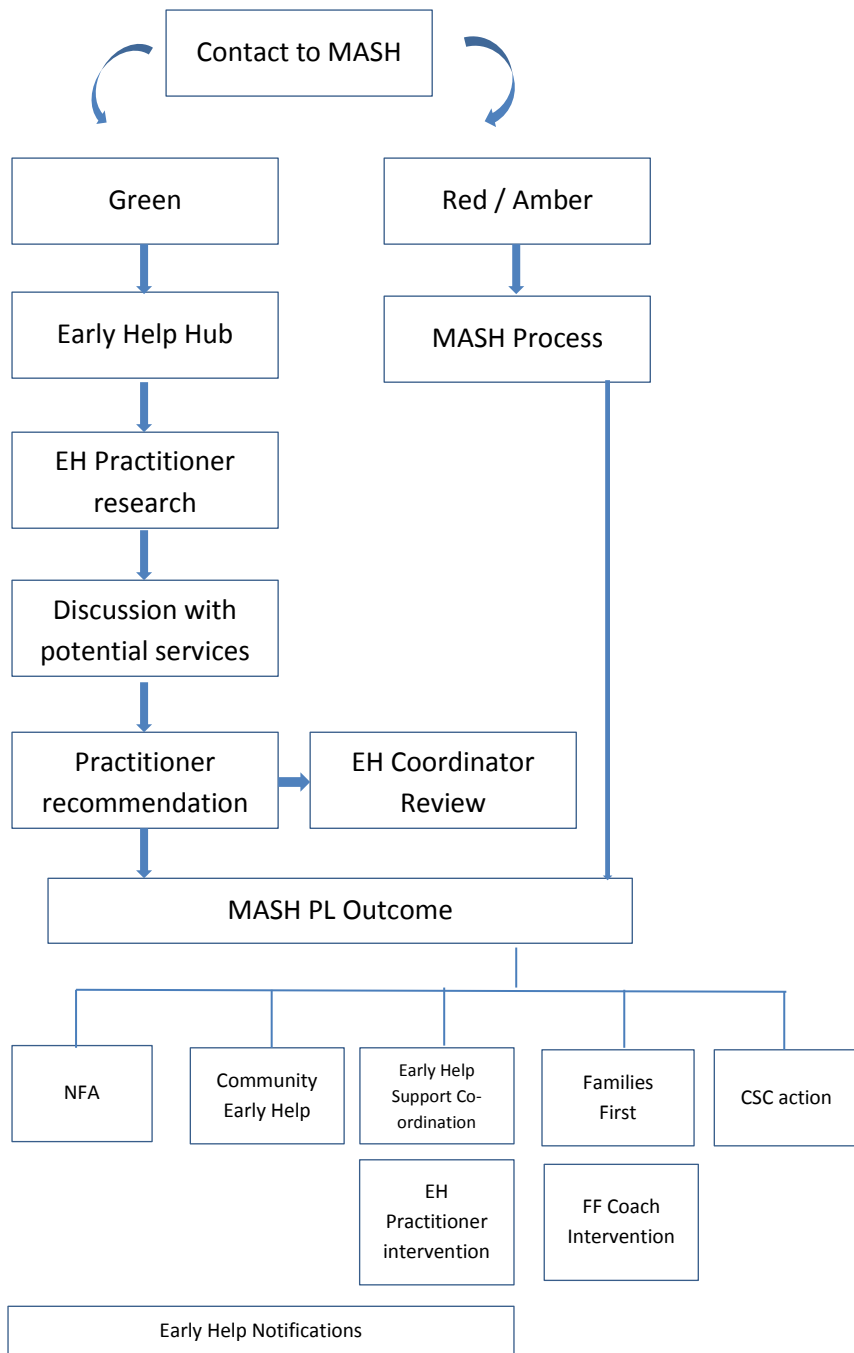 Contact to MASH
Green
Red / Amber
Early Help Hub
MASH Process
EH Practitioner
research
Discussion with
potential services
Practitioner
recommendation
EH Coordinator
Review
MASH PL Outcome
NFA
Community
Early Help
Early Help
Support Co-
ordination
Families
First
CSC action
EH
Practitioner
intervention
FF Coach
Intervention
Early Help Notifications